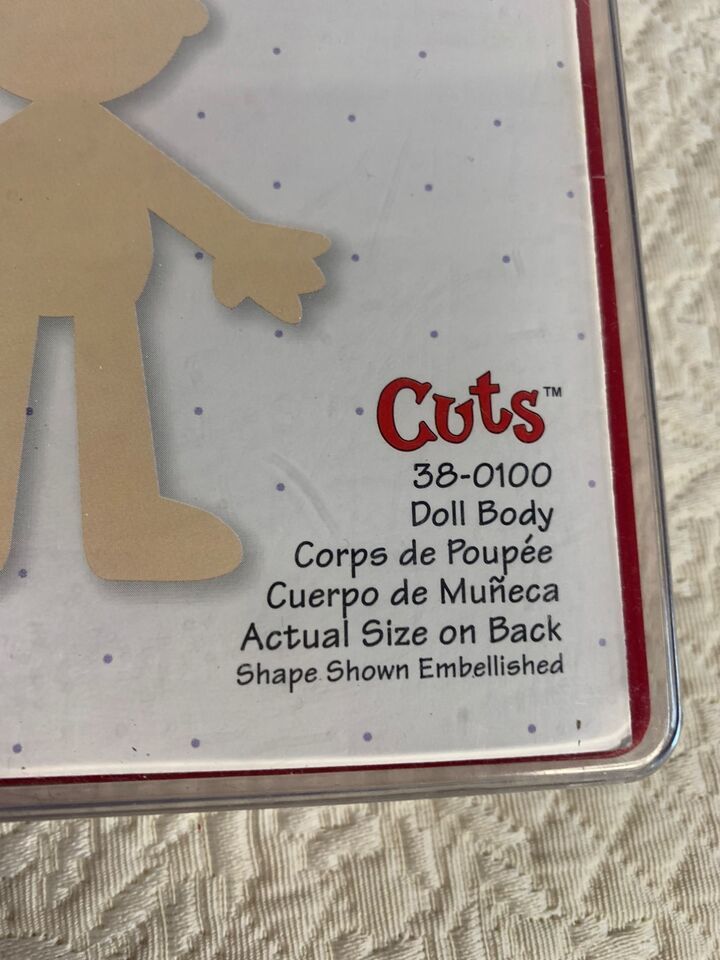 Cuts™
38-0100
Doll Body
Corps de Poupée
Cuerpo de Muñeca
Actual Size on Back
Shape Shown Embellished